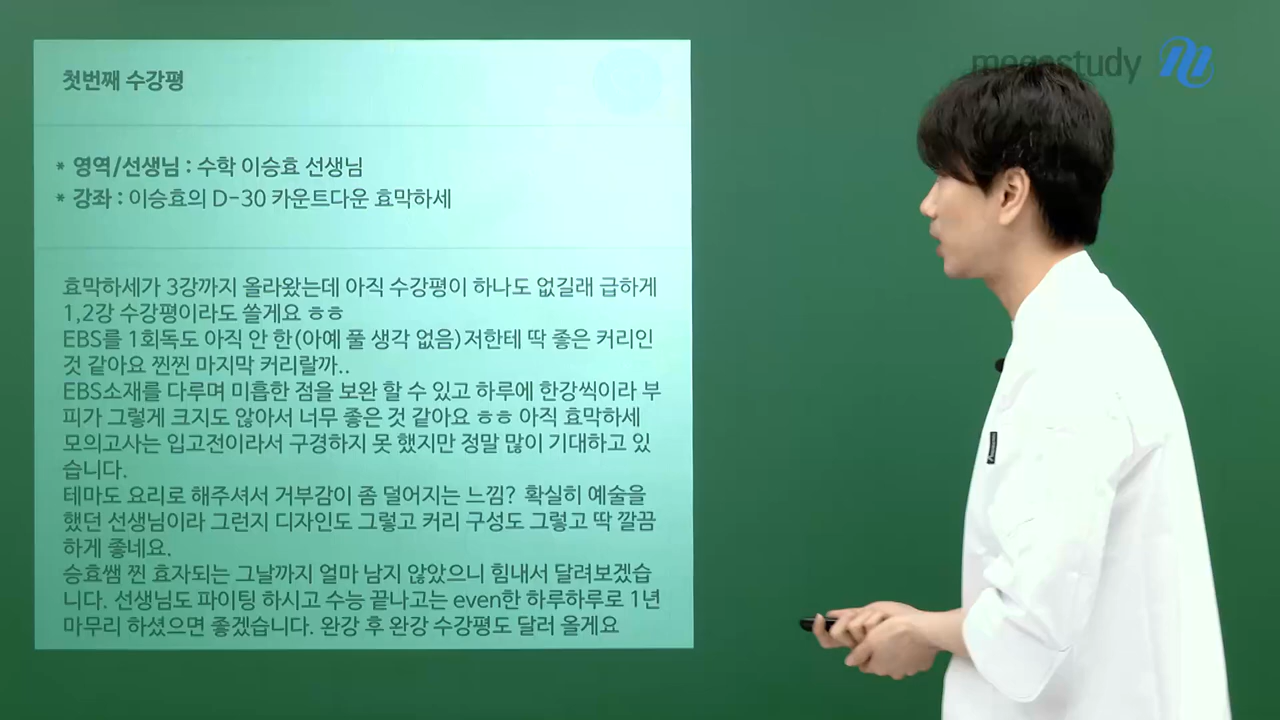 첫번째 수강평
* 영역/선생님 : 수학 이승효 선생님
* 강좌 : 이승효의 D-30 카운트다운 효막하세
효막하세가 3강까지 올라왔는데 아직 수강평이 하나도 없길래 급하게
1,2강 수강평이라도 쓸게요 ㅎㅎ
EBS를 1회독도 아직 안 한(아예 풀 생각 없음)저한테 딱 좋은 커리인
것 같아요 찐찐 마지막 커리랄까..
EBS소재를 다루며 미흡한 점을 보완 할 수 있고 하루에 한강씩이라 부
피가 그렇게 크지도 않아서 너무 좋은 것 같아요 ㅎㅎ 아직 효막하세
모의고사는 입고전이라서 구경하지 못 했지만 정말 많이 기대하고 있
습니다.
테마도 요리로 해주셔서 거부감이 좀 덜어지는 느낌? 확실히 예술을
했던 선생님이라 그런지 디자인도 그렇고 커리 구성도 그렇고 딱 깔끔
하게 좋네요.
승효쌤 찐 효자되는 그날까지 얼마 남지 않았으니 힘내서 달려보겠습
니다. 선생님도 파이팅 하시고 수능 끝나고는 even한 하루하루로 1년
마무리 하셨으면 좋겠습니다. 완강 후 완강 수강평도 달러 올게요
megastudy